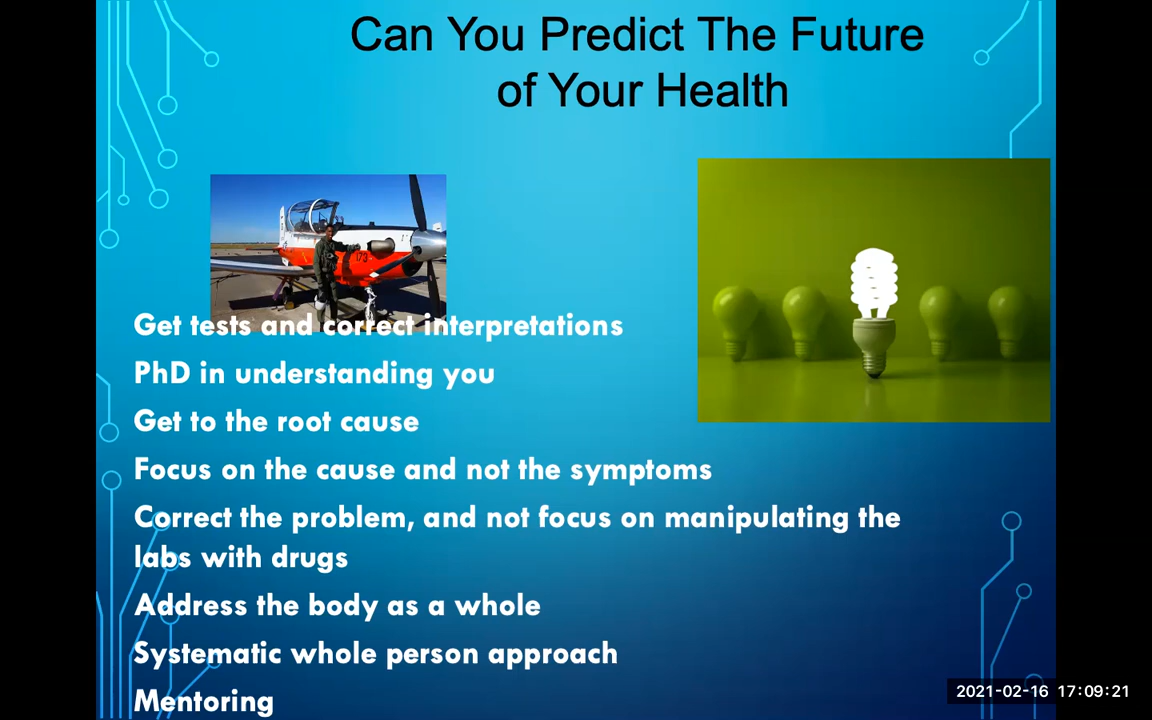 Can You Predict The Future
of Your Health
173
Get tests and correct interpretations
PhD in understanding you
Get to the root cause
Focus on the cause and not the symptoms
Correct the problem, and not focus on manipulating the
labs with drugs
Address the body as a whole
Systematic whole person approach
Mentoring
2021-02-16 17:09:21